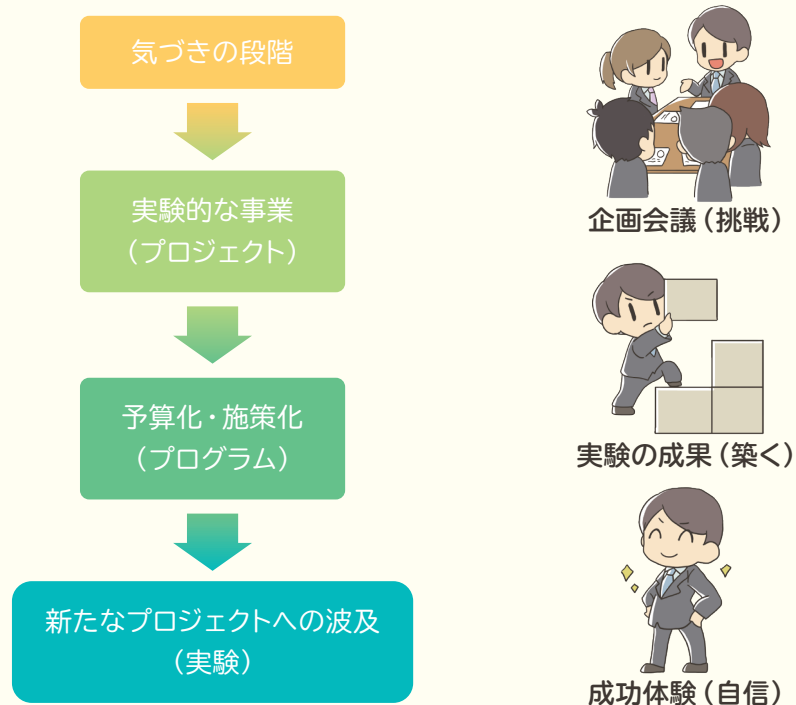 気づきの段階
実験的な事業
(プロジェクト)
予算化・施策化
(プログラム)
新たなプロジェクトへの波及
(実験)
企画会議(挑戦)
実験の成果(築く)
成功体験(自信)